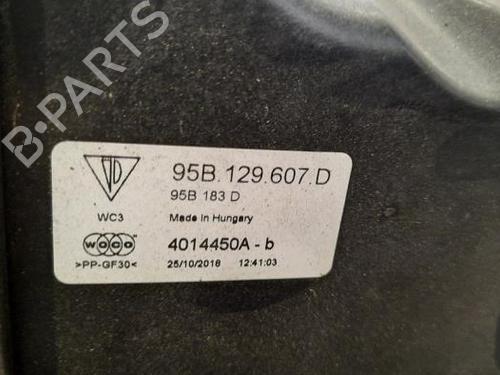 B-PARTS
95B.129.607.D
95B 183 D
WC3
Made in Hungary
WOCO
4014450A - b
>PP-GF30<
25/10/2018 12:41:03